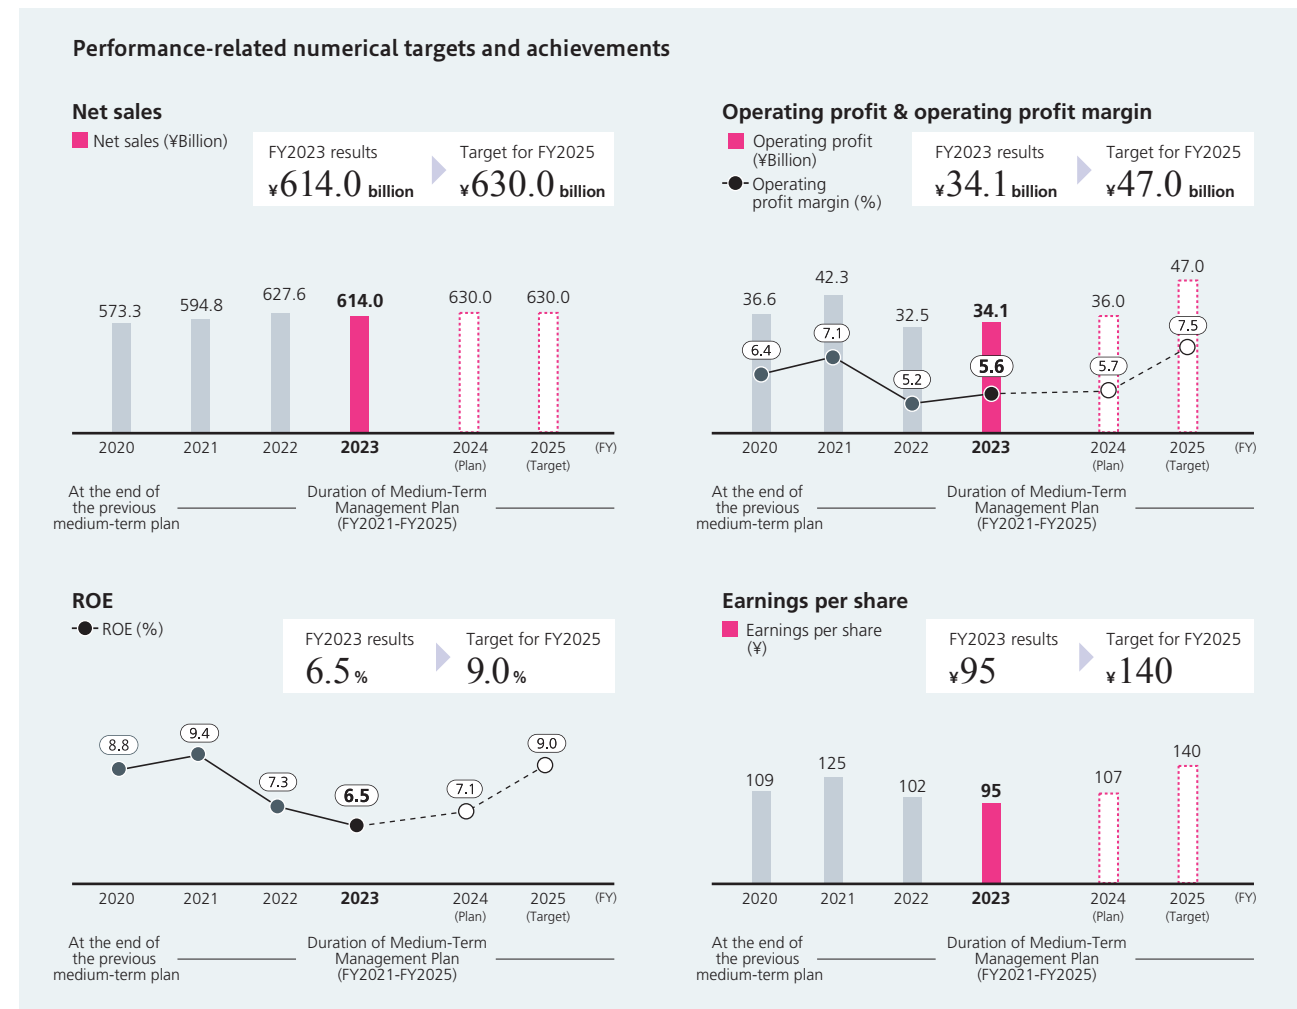 Performance-related numerical targets and achievements
Net sales
Net sales (¥Billion)
FY2023 results
¥614.0 billion
Target for FY2025
¥630.0 billion
573.3
594.8
627.6
614.0
630.0
630.0
2020
2021
2022
2023
2024
(Plan)
2025
(Target)
(FY)
At the end of
the previous
medium-term plan
Duration of Medium-Term
Management Plan
(FY2021-FY2025)
Operating profit & operating profit margin
Operating profit
(¥Billion)
Operating
profit margin (%)
FY2023 results
¥34.1 billion
Target for FY2025
¥47.0 billion
36.6
42.3
32.5
34.1
36.0
47.0
6.4
7.1
5.2
5.6
5.7
7.5
2020
2021
2022
2023
2024
(Plan)
2025
(Target)
(FY)
At the end of
the previous
medium-term plan
Duration of Medium-Term
Management Plan
(FY2021-FY2025)
ROE
ROE (%)
FY2023 results
6.5 %
Target for FY2025
9.0 %
8.8
9.4
7.3
6.5
7.1
9.0
2020
2021
2022
2023
2024
(Plan)
2025
(Target)
(FY)
At the end of
the previous
medium-term plan
Duration of Medium-Term
Management Plan
(FY2021-FY2025)
Earnings per share
Earnings per share
(¥)
FY2023 results
¥95
Target for FY2025
¥140
109
125
102
95
107
140
2020
2021
2022
2023
2024
(Plan)
2025
(Target)
(FY)
At the end of
the previous
medium-term plan
Duration of Medium-Term
Management Plan
(FY2021-FY2025)